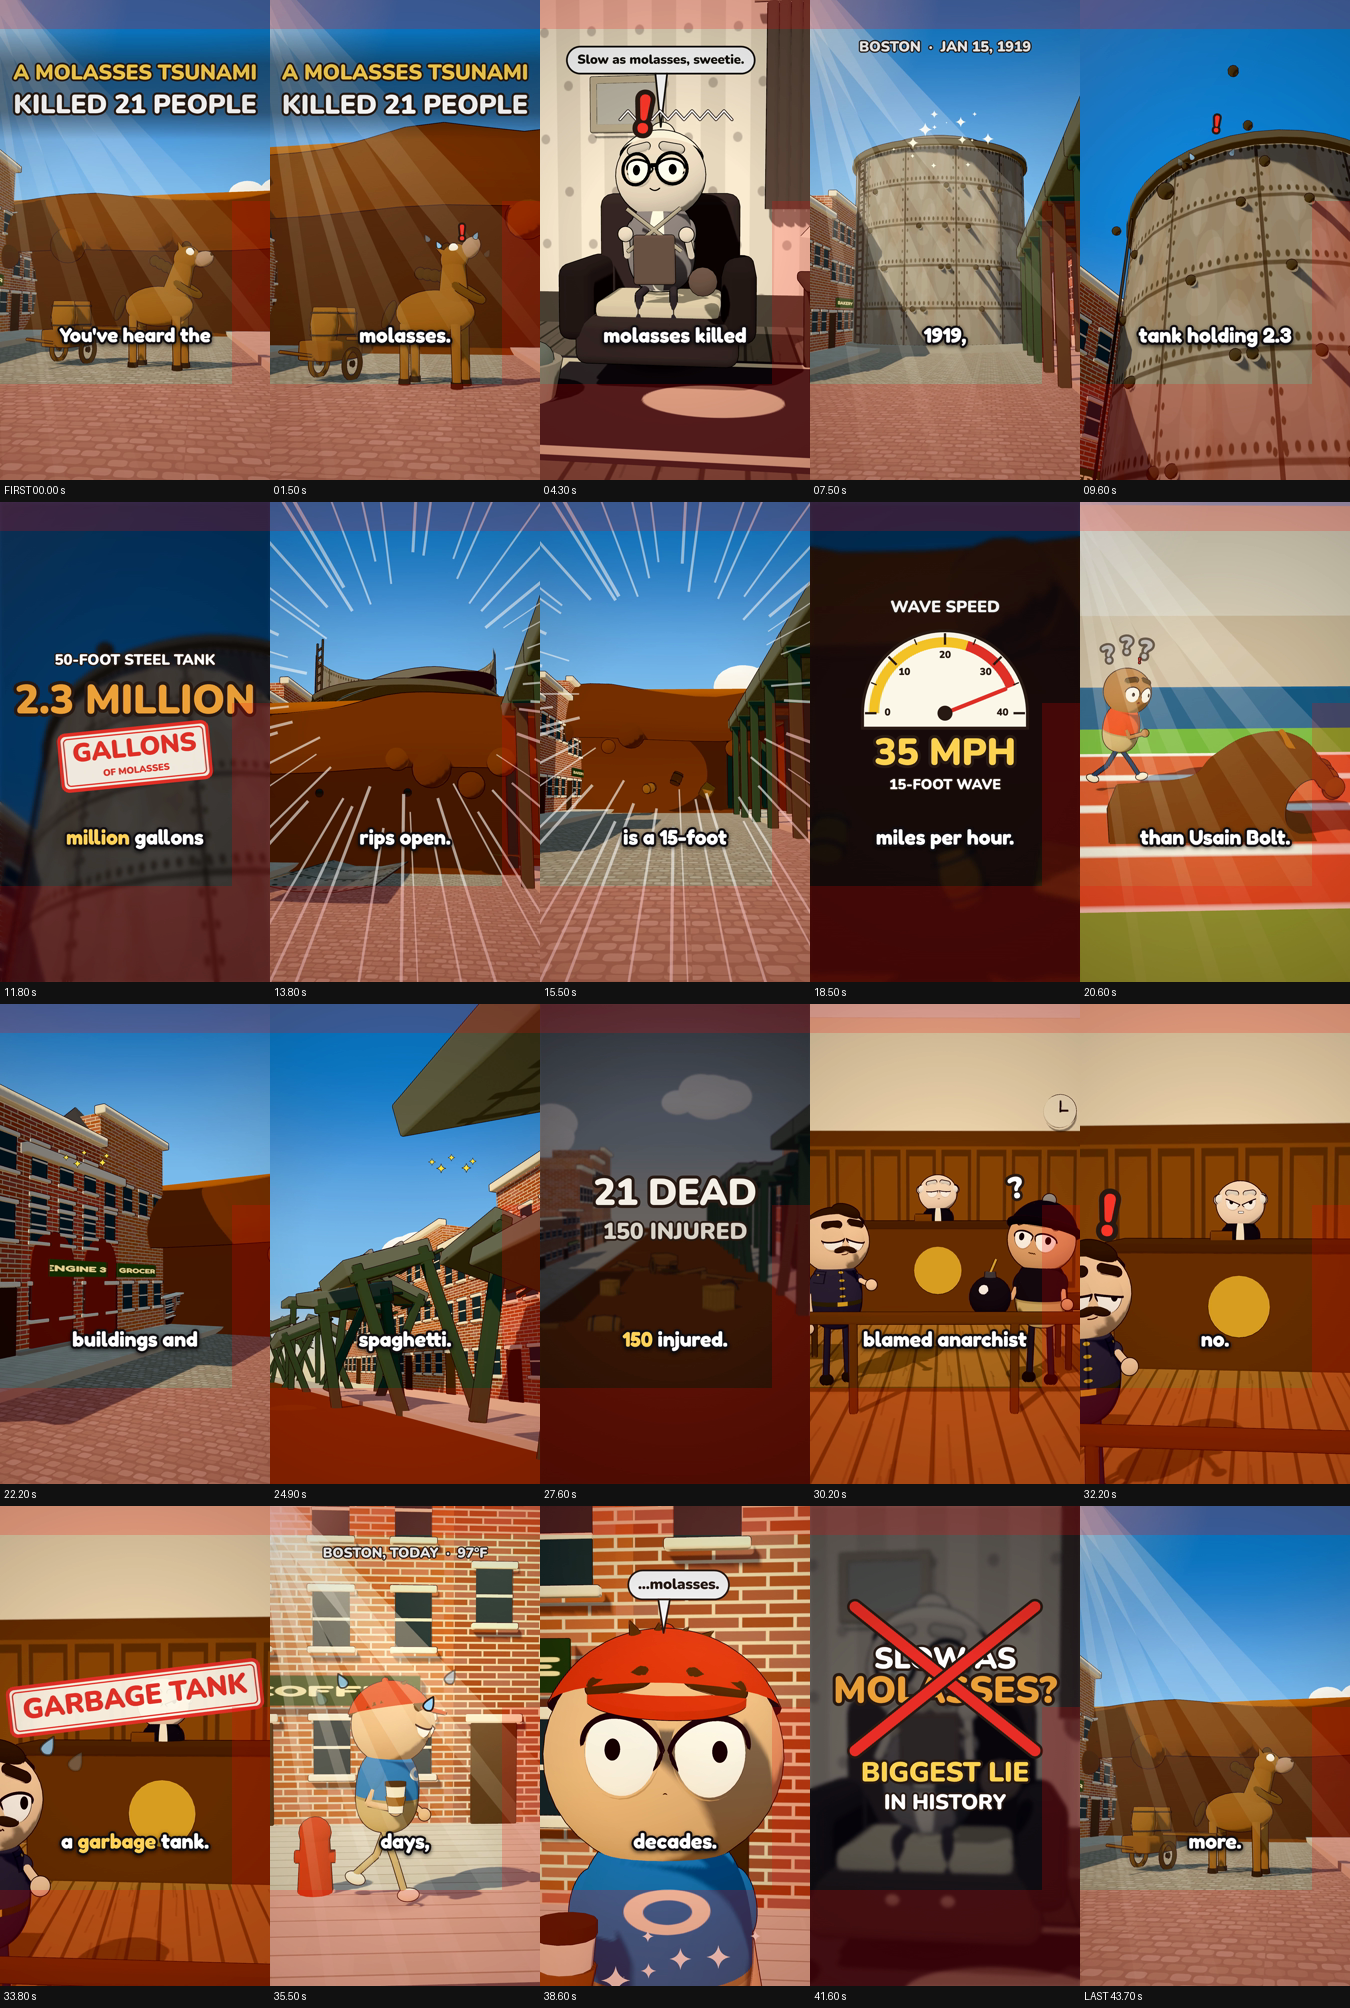 A MOLASSES TSUNAMI
KILLED 21 PEOPLE
You've heard the
FIRST 00.00 s
A MOLASSES TSUNAMI
KILLED 21 PEOPLE
!
molasses.
01.50 s
Slow as molasses, sweetie.
!
molasses killed
04.30 s
BOSTON · JAN 15, 1919
BAKERY
1919,
07.50 s
!
tank holding 2.3
09.60 s
50-FOOT STEEL TANK
2.3 MILLION
GALLONS
OF MOLASSES
million gallons
11.80 s
rips open.
13.80 s
is a 15-foot
15.50 s
WAVE SPEED
0 10 20 30 40
35 MPH
15-FOOT WAVE
miles per hour.
18.50 s
???
than Usain Bolt.
20.60 s
ENGINE 3
GROCER
buildings and
22.20 s
spaghetti.
24.90 s
21 DEAD
150 INJURED
150 injured.
27.60 s
?
blamed anarchist
30.20 s
!
no.
32.20 s
GARBAGE TANK
a garbage tank.
33.80 s
BOSTON, TODAY · 97°F
COFF
days,
35.50 s
...molasses.
decades.
38.60 s
SLOW AS
MOLASSES?
BIGGEST LIE
IN HISTORY
41.60 s
more.
LAST 43.70 s